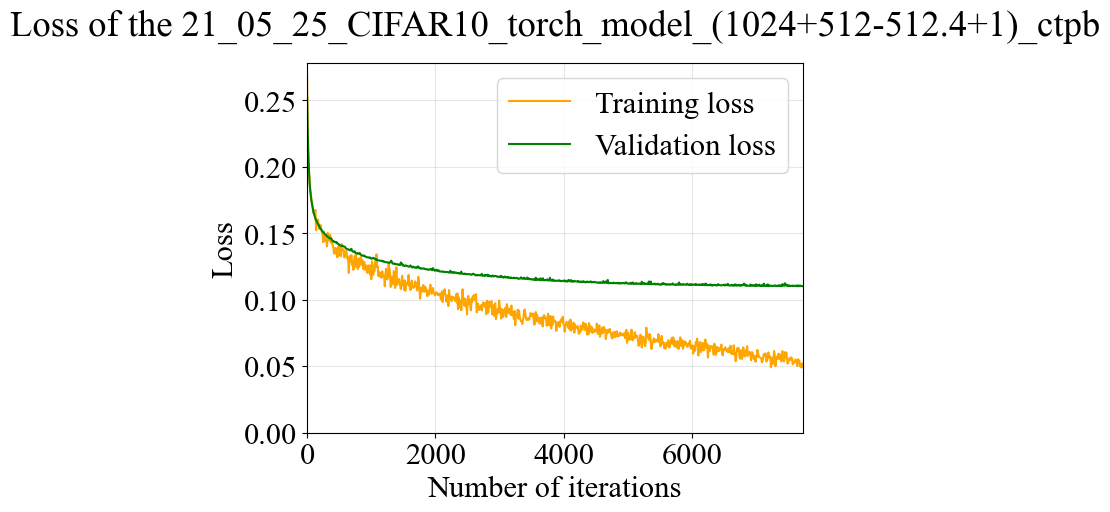 Loss of the 21_05_25_CIFAR10_torch_model_(1024+512-512.4+1)_ctpb
Training loss
Validation loss
0.25
0.20
0.15
0.10
0.05
0.00
Loss
0 2000 4000 6000
Number of iterations